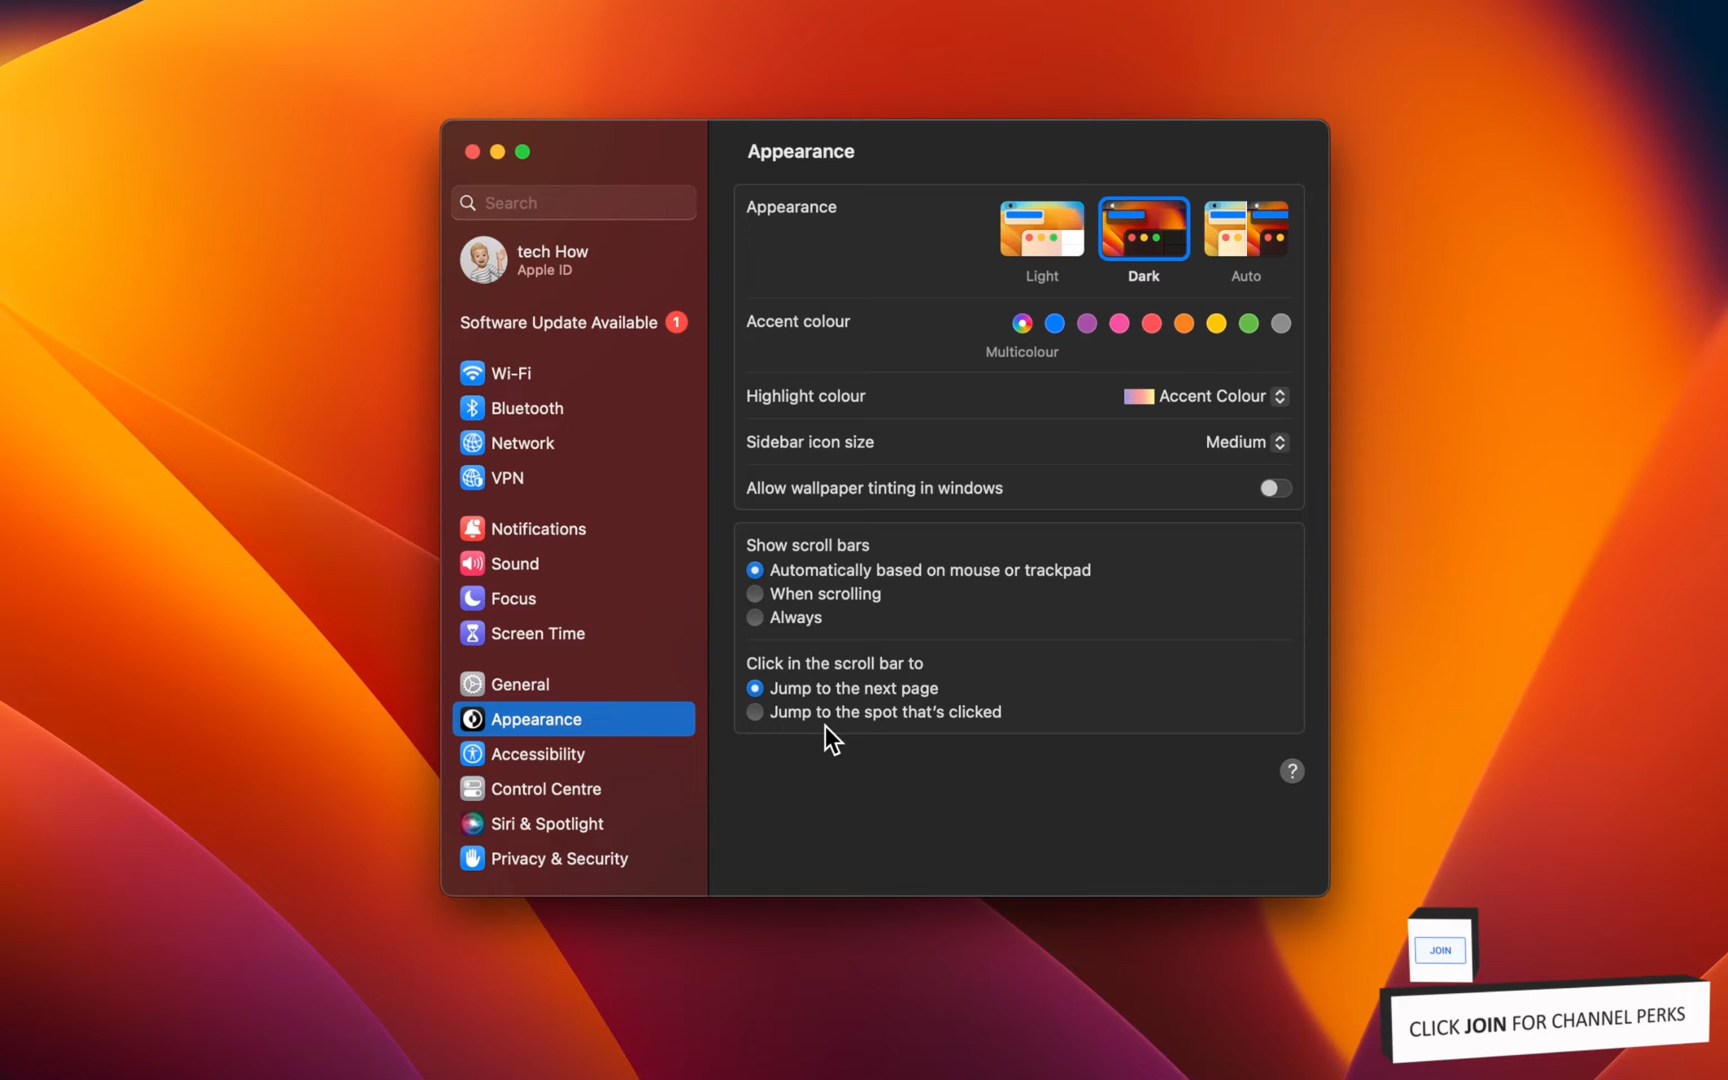 Appearance
Search
tech How
Apple ID
Software Update Available 1
Wi-Fi
Bluetooth
Network
VPN
Notifications
Sound
Focus
Screen Time
General
Appearance
Accessibility
Control Centre
Siri & Spotlight
Privacy & Security
Appearance
Light
Dark
Auto
Accent colour
Multicolour
Highlight colour
Accent Colour
Sidebar icon size
Medium
Allow wallpaper tinting in windows
Show scroll bars
Automatically based on mouse or trackpad
When scrolling
Always
Click in the scroll bar to
Jump to the next page
Jump to the spot that's clicked
?
JOIN
CLICK JOIN FOR CHANNEL PERKS